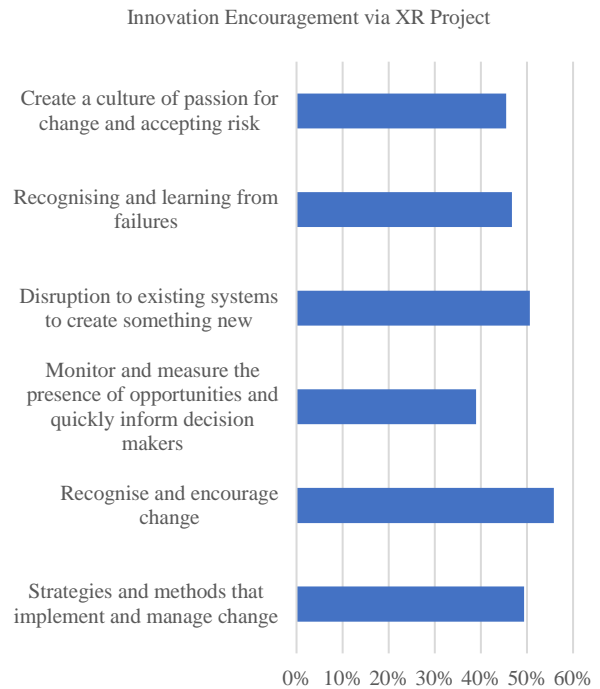 Innovation Encouragement via XR Project
Create a culture of passion for
change and accepting risk
Recognising and learning from
failures
Disruption to existing systems
to create something new
Monitor and measure the
presence of opportunities and
quickly inform decision
makers
Recognise and encourage
change
Strategies and methods that
implement and manage change
0% 10% 20% 30% 40% 50% 60%